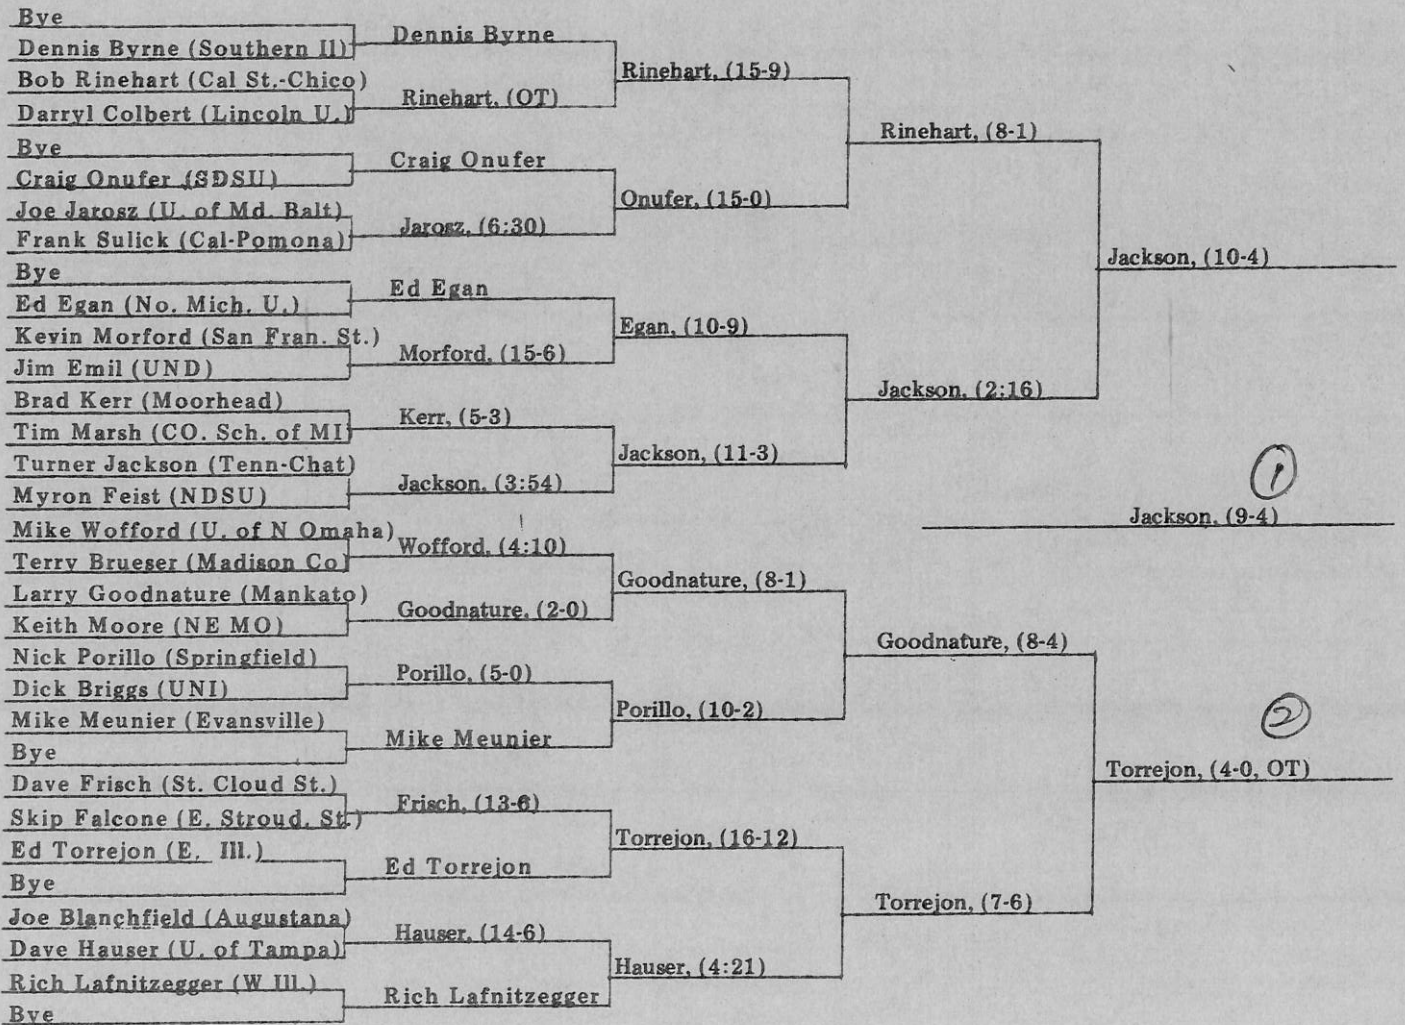 Bye
Dennis Byrne (Southern Il)
Bob Rinehart (Cal St.-Chico)
Darryl Colbert (Lincoln U.)
Bye
Craig Onufer (SDSU)
Joe Jarosz (U. of Md. Balt)
Frank Sulick (Cal-Pomona)
Bye
Ed Egan (No. Mich. U.)
Kevin Morford (San Fran. St.)
Jim Emil (UND)
Brad Kerr (Moorhead)
Tim Marsh (CO. Sch. of MI
Turner Jackson (Tenn-Chat)
Myron Feist (NDSU)
Mike Wofford (U. of N Omaha)
Terry Brueser (Madison Co)
Larry Goodnature (Mankato)
Keith Moore (NE MO)
Nick Porillo (Springfield)
Dick Briggs (UNI)
Mike Meunier (Evansville)
Bye
Dave Frisch (St. Cloud St.)
Skip Falcone (E. Stroud. St.)
Ed Torrejon (E. Ill.)
Bye
Joe Blanchfield (Augustana)
Dave Hauser (U. of Tampa)
Rich Lafnitzegger (W Ill.)
Bye
Dennis Byrne
Rinehart, (OT)
Craig Onufer
Jarosz, (6:30)
Ed Egan
Morford, (15-6)
Kerr, (5-3)
Jackson, (3:54)
Wofford, (4:10)
Goodnature, (2-0)
Porillo, (5-0)
Mike Meunier
Frisch, (13-6)
Ed Torrejon
Hauser, (14-6)
Rich Lafnitzegger
Rinehart, (15-9)
Onufer, (15-0)
Egan, (10-9)
Jackson, (11-3)
Goodnature, (8-1)
Porillo, (10-2)
Torrejon, (16-12)
Hauser, (4:21)
Rinehart, (8-1)
Jackson, (2:16)
Goodnature, (8-4)
Torrejon, (7-6)
Jackson, (10-4)
1
Jackson, (9-4)
2
Torrejon, (4-0, OT)